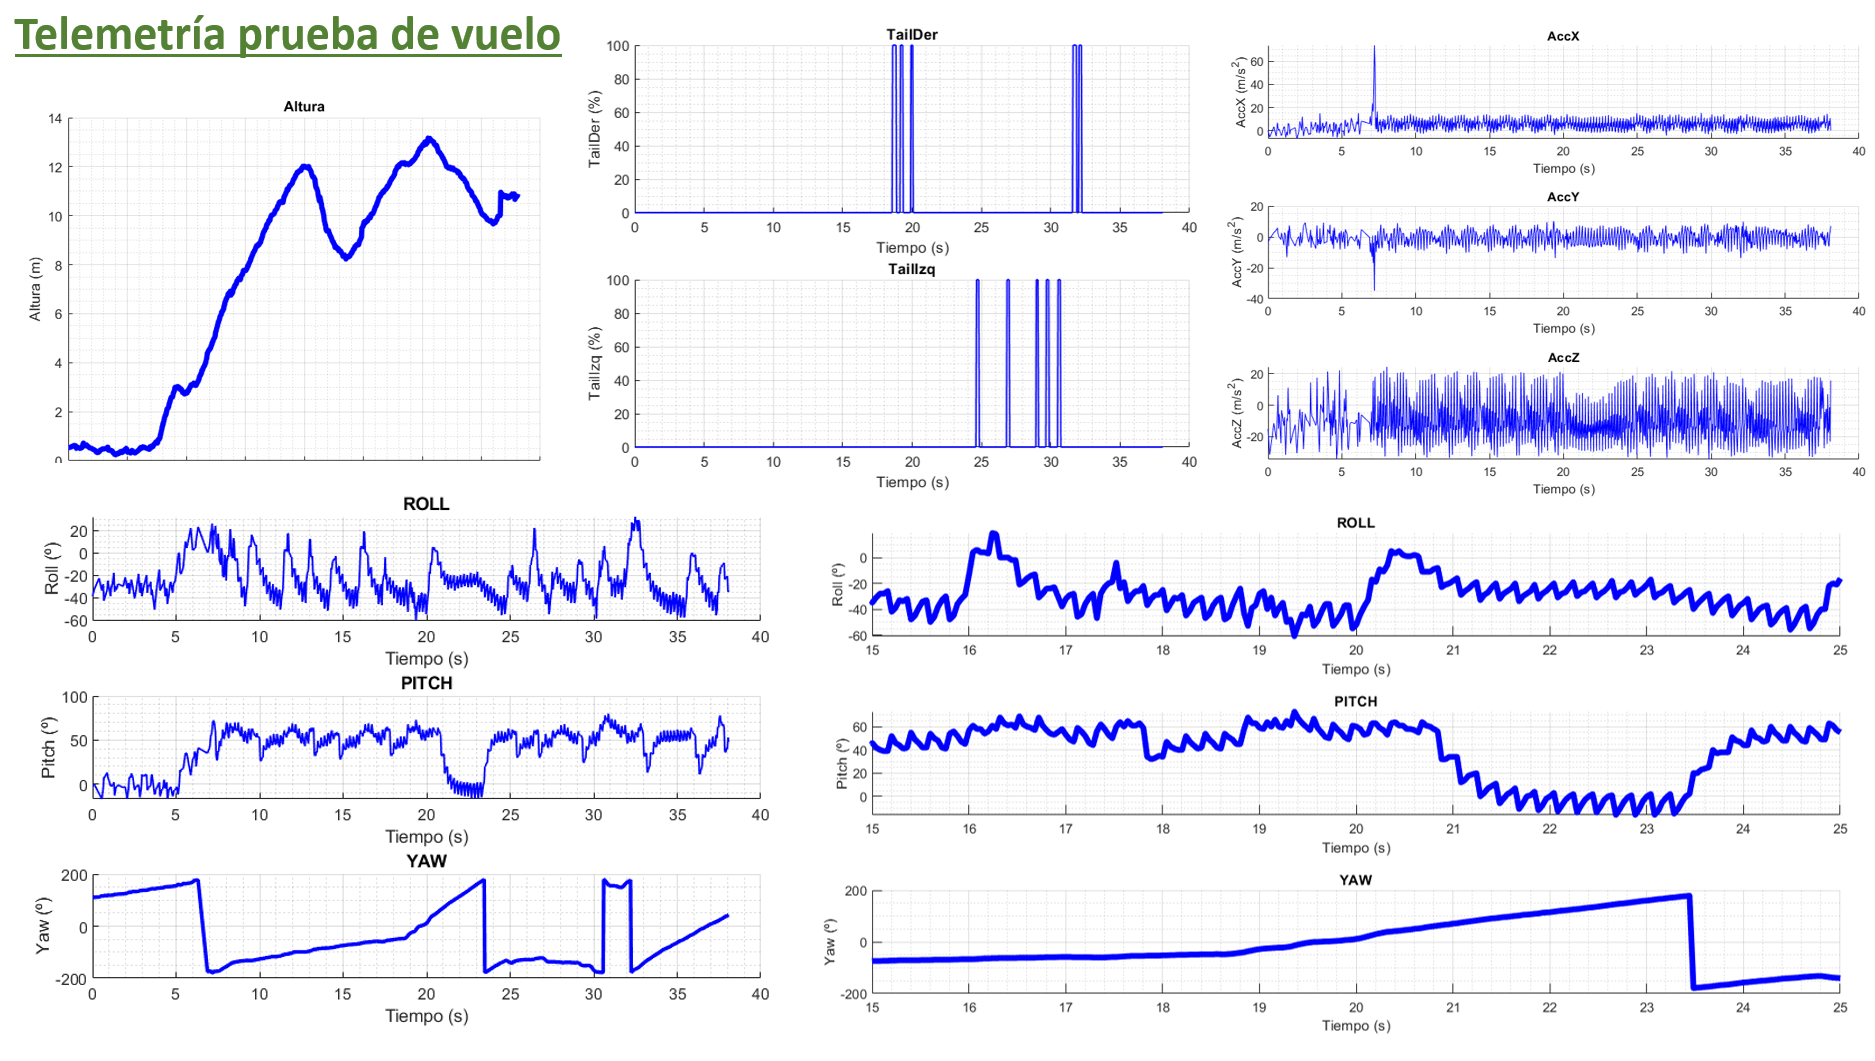 Telemetría prueba de vuelo
Altura
14
12
10
8
6
4
2
0
Altura (m)
TailDer
100
80
60
40
20
0
TailDer (%)
0 5 10 15 20 25 30 35 40
Tiempo (s)
TailIzq
100
80
60
40
20
0
TailIzq (%)
0 5 10 15 20 25 30 35 40
Tiempo (s)
AccX
60
40
20
0
AccX (m/s²)
0 5 10 15 20 25 30 35 40
Tiempo (s)
AccY
20
0
-20
-40
AccY (m/s²)
0 5 10 15 20 25 30 35 40
Tiempo (s)
AccZ
20
0
-20
AccZ (m/s²)
0 5 10 15 20 25 30 35 40
Tiempo (s)
ROLL
20
0
-20
-40
-60
Roll (º)
0 5 10 15 20 25 30 35 40
Tiempo (s)
PITCH
100
50
0
Pitch (º)
0 5 10 15 20 25 30 35 40
Tiempo (s)
YAW
200
0
-200
Yaw (º)
0 5 10 15 20 25 30 35 40
Tiempo (s)
ROLL
0
-20
-40
-60
Roll (º)
15 16 17 18 19 20 21 22 23 24 25
Tiempo (s)
PITCH
60
40
20
0
Pitch (º)
15 16 17 18 19 20 21 22 23 24 25
Tiempo (s)
YAW
200
0
-200
Yaw (º)
15 16 17 18 19 20 21 22 23 24 25
Tiempo (s)